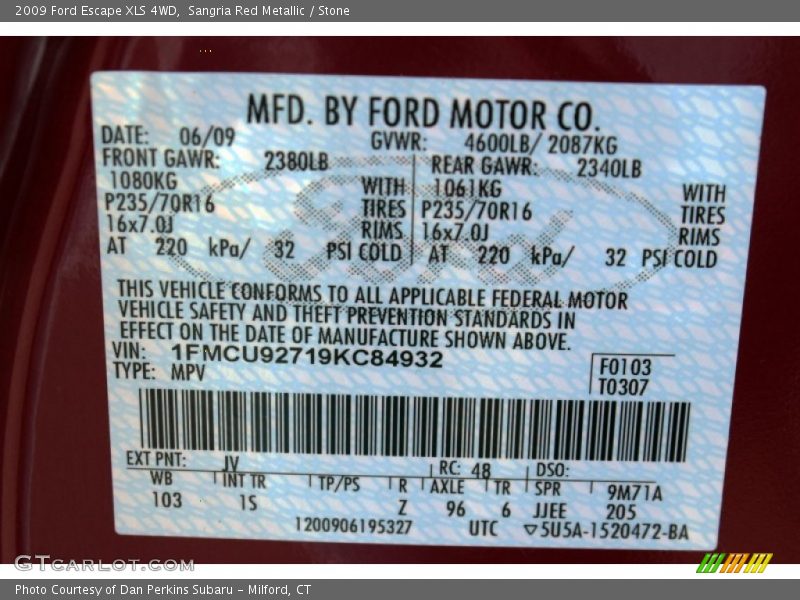 2009 Ford Escape XLS 4WD, Sangria Red Metallic / Stone
MFD. BY FORD MOTOR CO.
DATE: 06/09 GVWR: 4600LB/ 2087KG
FRONT GAWR: 2380LB REAR GAWR: 2340LB
1080KG WITH 1061KG WITH
P235/70R16 TIRES P235/70R16 TIRES
16x7.0J RIMS 16x7.0J RIMS
AT 220 kPa/ 32 PSI COLD AT 220 kPa/ 32 PSI COLD
Ford
THIS VEHICLE CONFORMS TO ALL APPLICABLE FEDERAL MOTOR
VEHICLE SAFETY AND THEFT PREVENTION STANDARDS IN
EFFECT ON THE DATE OF MANUFACTURE SHOWN ABOVE.
VIN: 1FMCU92719KC84932
TYPE: MPV
F0103
T0307
EXT PNT: JV RC: 48 DSO:
WB INT TR TP/PS R AXLE TR SPR 9M71A
103 1S Z 96 6 JJEE 205
1200906195327 UTC ▽5U5A-1520472-BA
GTCarLot.com
Photo Courtesy of Dan Perkins Subaru - Milford, CT